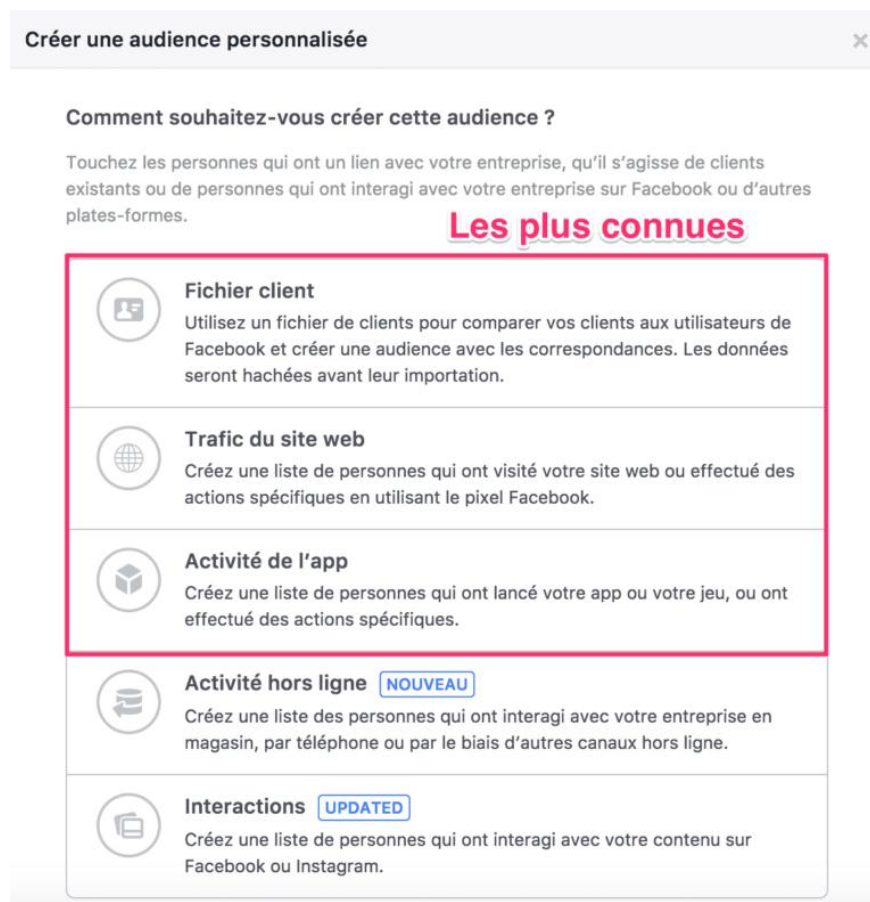 Créer une audience personnalisée
×
Comment souhaitez-vous créer cette audience ?
Touchez les personnes qui ont un lien avec votre entreprise, qu’il s’agisse de clients
existants ou de personnes qui ont interagi avec votre entreprise sur Facebook ou d’autres
plates-formes.
Les plus connues
Fichier client
Utilisez un fichier de clients pour comparer vos clients aux utilisateurs de
Facebook et créer une audience avec les correspondances. Les données
seront hachées avant leur importation.
Trafic du site web
Créez une liste de personnes qui ont visité votre site web ou effectué des
actions spécifiques en utilisant le pixel Facebook.
Activité de l’app
Créez une liste de personnes qui ont lancé votre app ou votre jeu, ou ont
effectué des actions spécifiques.
Activité hors ligne NOUVEAU
Créez une liste des personnes qui ont interagi avec votre entreprise en
magasin, par téléphone ou par le biais d’autres canaux hors ligne.
Interactions UPDATED
Créez une liste de personnes qui ont interagi avec votre contenu sur
Facebook ou Instagram.